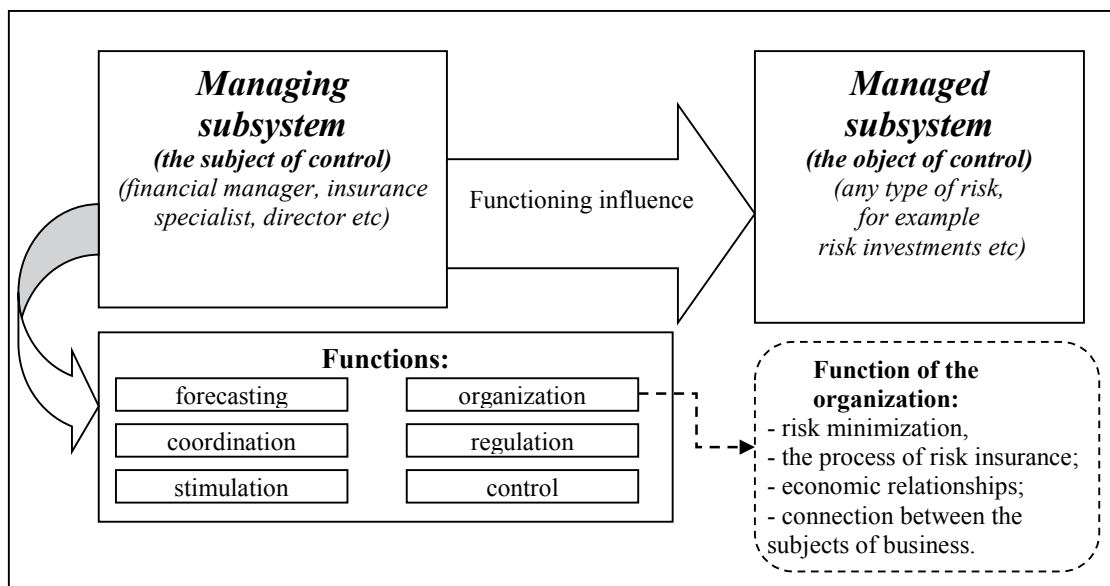 Managing
subsystem
(the subject of control)
(financial manager, insurance
specialist, director etc)
Functioning influence
Managed
subsystem
(the object of control)
(any type of risk,
for example
risk investments etc)
Functions:
forecasting
organization
coordination
regulation
stimulation
control
Function of the
organization:
- risk minimization,
- the process of risk insurance;
- economic relationships;
- connection between the
subjects of business.